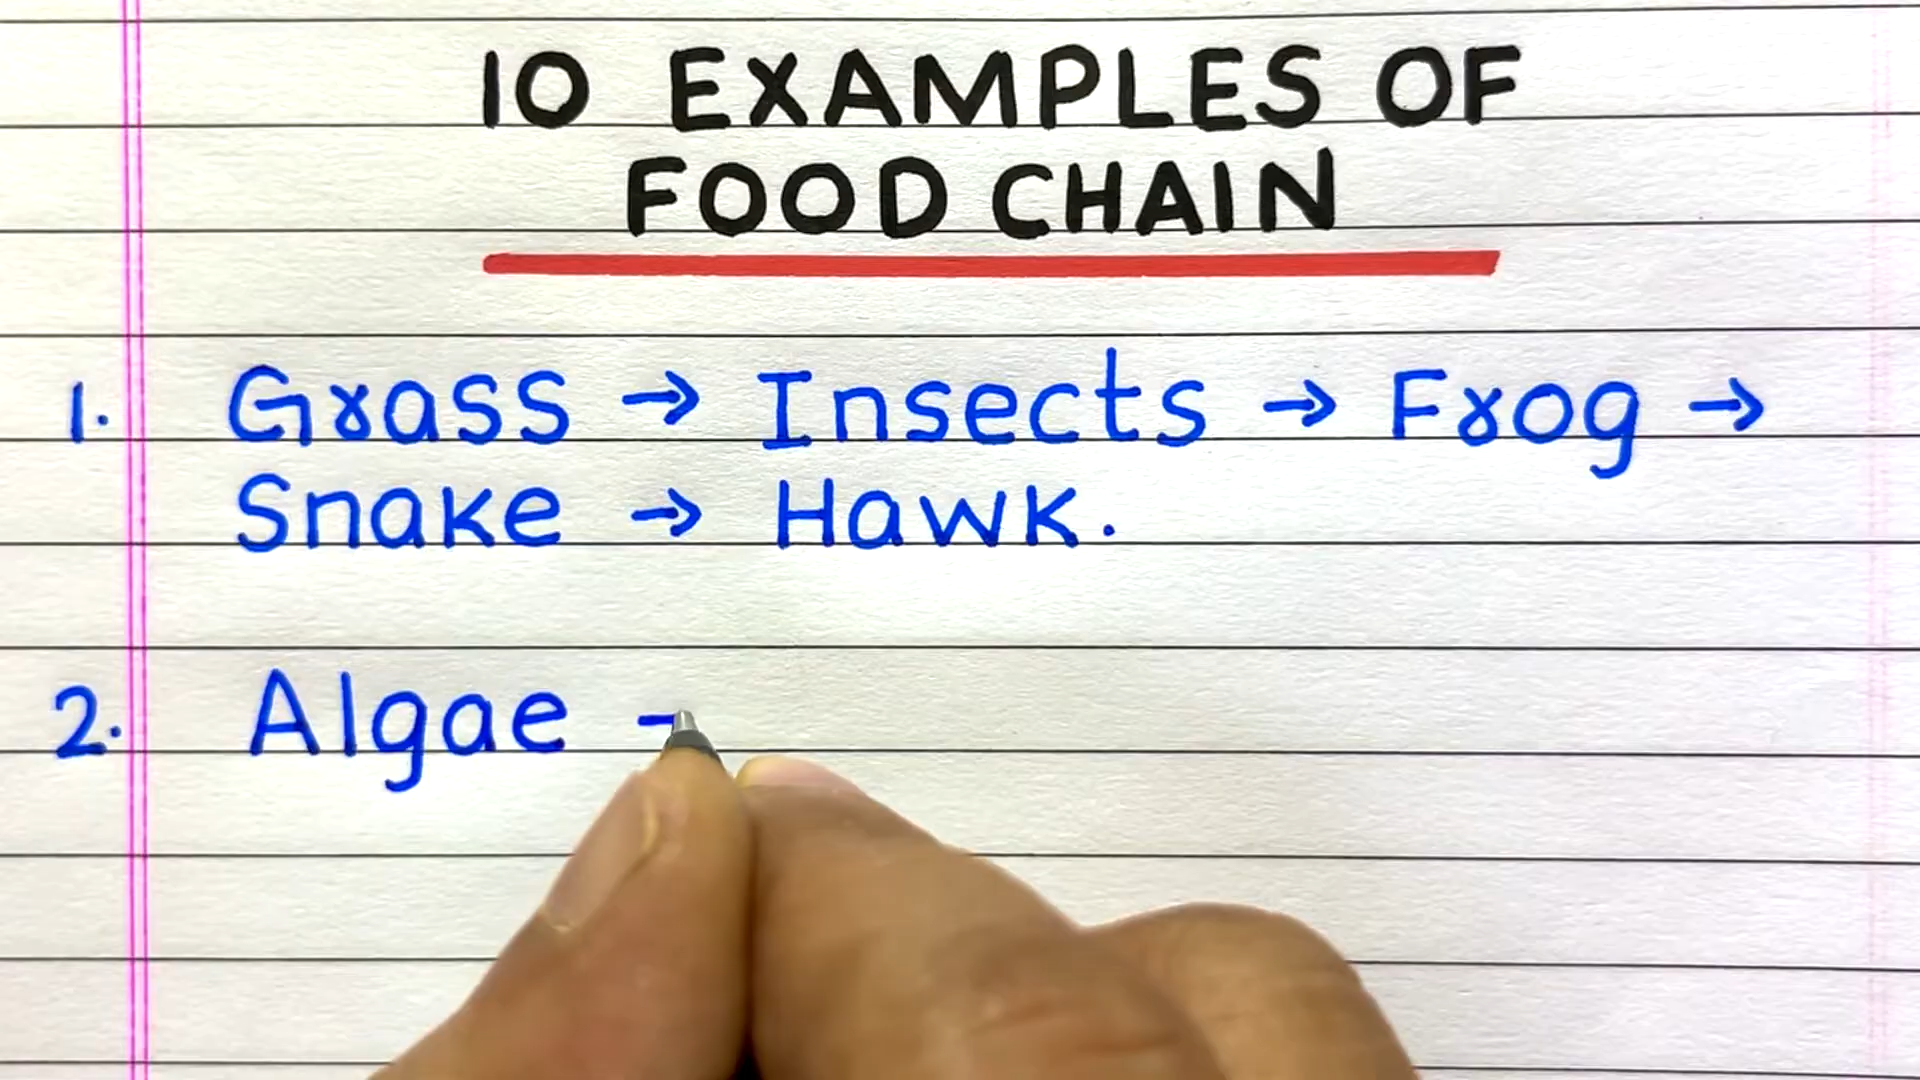 10 EXAMPLES OF
FOOD CHAIN
1. Grass → Insects → Frog →
Snake → Hawk.
2. Algae -